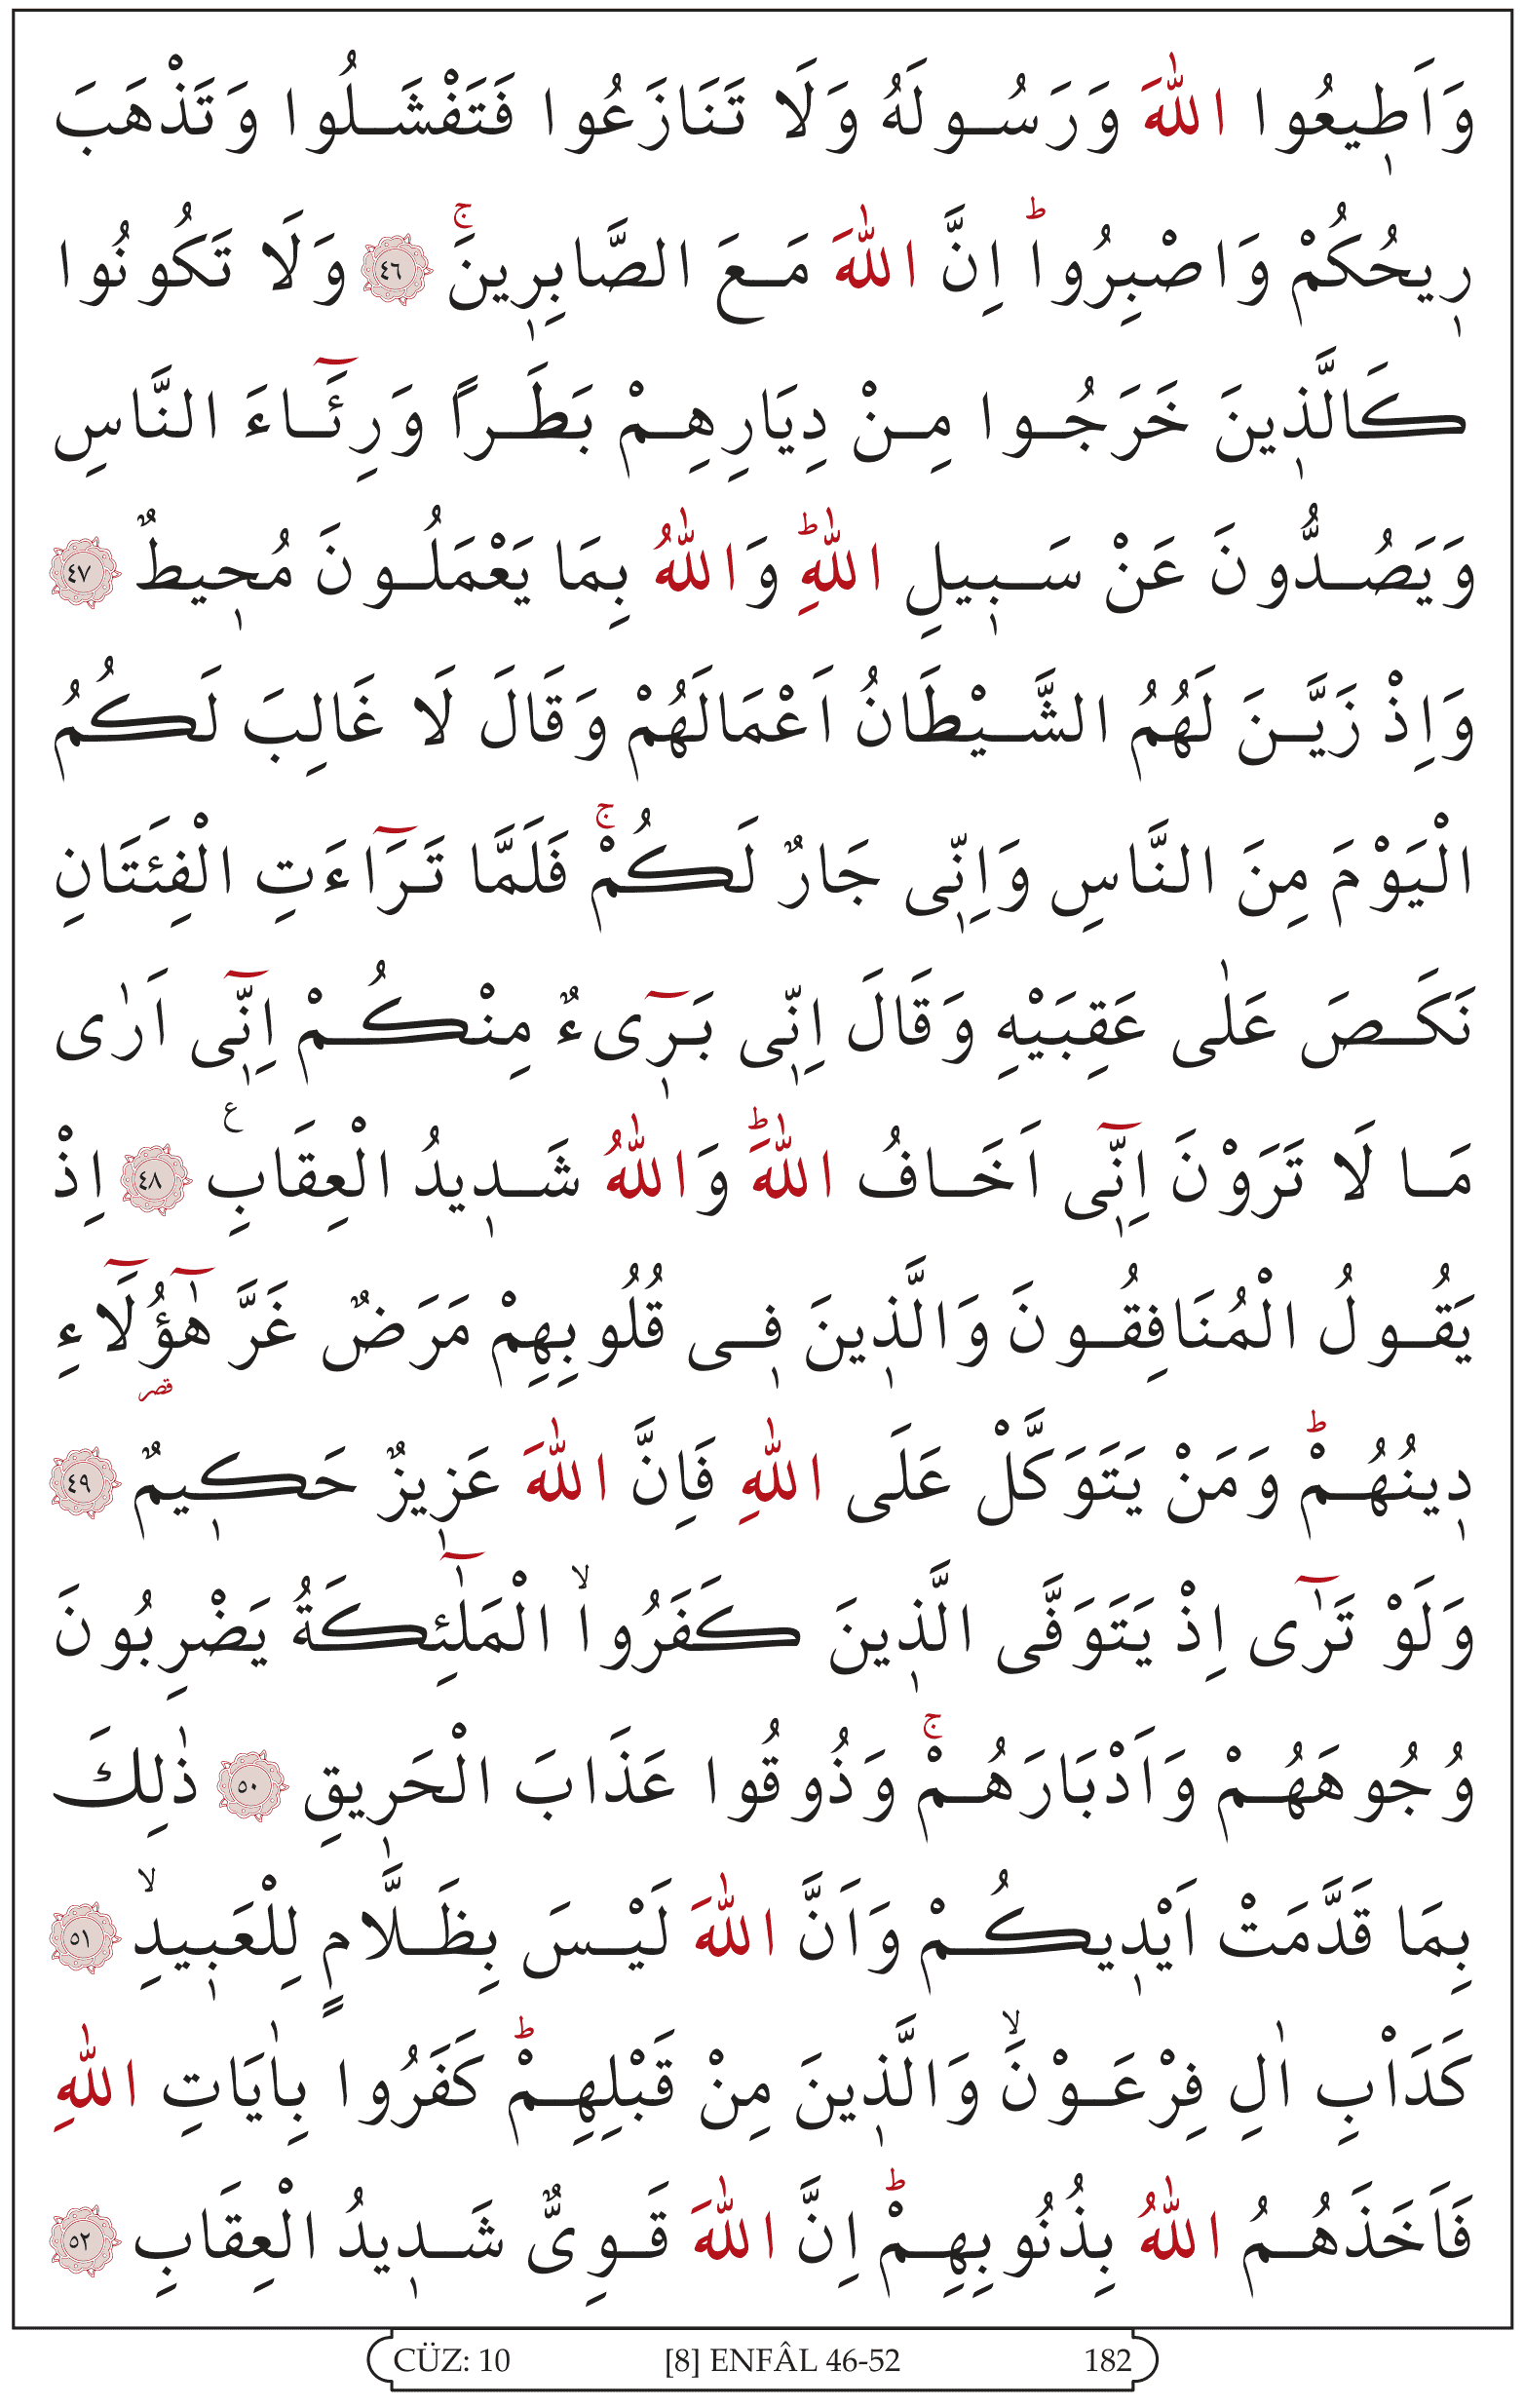 وَاَطٖيعُوا اللّٰهَ وَرَسُولَهُ وَلَا تَنَازَعُوا فَتَفْشَلُوا وَتَذْهَبَ
رٖيحُكُمْ وَاصْبِرُواؕ اِنَّ اللّٰهَ مَعَ الصَّابِرٖينَۚ ﴿٤٦﴾ وَلَا تَكُونُوا
كَالَّذٖينَ خَرَجُوا مِنْ دِيَارِهِمْ بَطَراً وَرِئَٓاءَ النَّاسِ
وَيَصُدُّونَ عَنْ سَبٖيلِ اللّٰهِؕ وَاللّٰهُ بِمَا يَعْمَلُونَ مُحٖيطٌ ﴿٤٧﴾
وَاِذْ زَيَّنَ لَهُمُ الشَّيْطَانُ اَعْمَالَهُمْ وَقَالَ لَا غَالِبَ لَكُمُ
الْيَوْمَ مِنَ النَّاسِ وَاِنّٖى جَارٌ لَكُمْۚ فَلَمَّا تَرَٓاءَتِ الْفِئَتَانِ
نَكَصَ عَلٰى عَقِبَيْهِ وَقَالَ اِنّٖى بَرٖٓىءٌ مِنْكُمْ اِنّٖٓى اَرٰى
مَا لَا تَرَوْنَ اِنّٖٓى اَخَافُ اللّٰهَؕ وَاللّٰهُ شَدٖيدُ الْعِقَابِࣖ ﴿٤٨﴾ اِذْ
يَقُولُ الْمُنَافِقُونَ وَالَّذٖينَ فٖى قُلُوبِهِمْ مَرَضٌ غَرَّ هٰٓؤُلَٓاءِ
قصر
دٖينُهُمْؕ وَمَنْ يَتَوَكَّلْ عَلَى اللّٰهِ فَاِنَّ اللّٰهَ عَزٖيزٌ حَكٖيمٌ ﴿٤٩﴾
وَلَوْ تَرٰٓى اِذْ يَتَوَفَّى الَّذٖينَ كَفَرُواۙ الْمَلٰٓئِكَةُ يَضْرِبُونَ
وُجُوهَهُمْ وَاَدْبَارَهُمْۚ وَذُوقُوا عَذَابَ الْحَرٖيقِ ﴿٥٠﴾ ذٰلِكَ
بِمَا قَدَّمَتْ اَيْدٖيكُمْ وَاَنَّ اللّٰهَ لَيْسَ بِظَلَّامٍ لِلْعَبٖيدِۙ ﴿٥١﴾
كَدَاْبِ اٰلِ فِرْعَوْنَۙ وَالَّذٖينَ مِنْ قَبْلِهِمْؕ كَفَرُوا بِاٰيَاتِ اللّٰهِ
فَاَخَذَهُمُ اللّٰهُ بِذُنُوبِهِمْؕ اِنَّ اللّٰهَ قَوِىٌّ شَدٖيدُ الْعِقَابِ ﴿٥٢﴾
CÜZ: 10 [8] ENFÂL 46-52 182